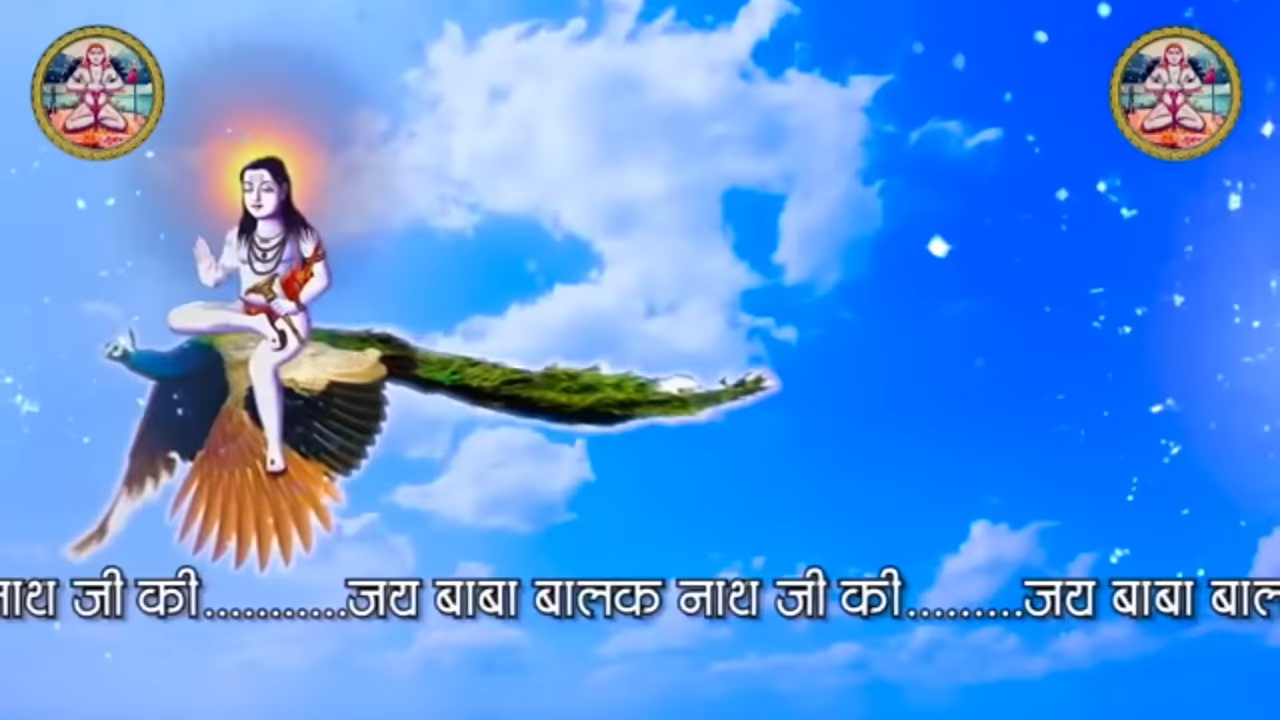 नाथ जी की...........जय बाबा बालक नाथ जी की.........जय बाबा बाल